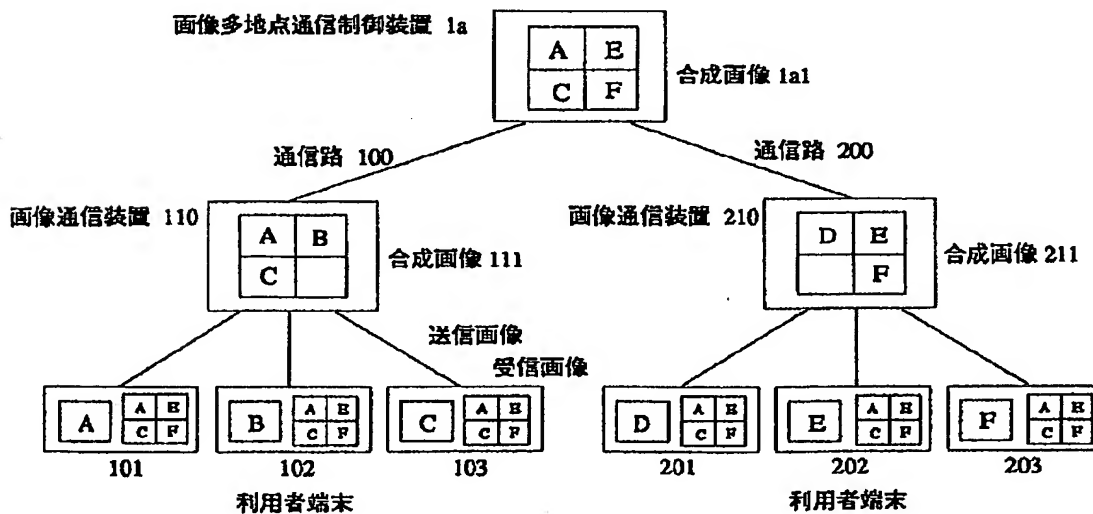 画像多地点通信制御装置 1a
A E
C F
合成画像 1a1
通信路 100
通信路 200
画像通信装置 110
A B
C
合成画像 111
画像通信装置 210
D E
F
合成画像 211
送信画像
受信画像
A
A E
C F
B
A E
C F
C
A E
C F
D
A E
C F
E
A E
C F
F
A E
C F
101
102
103
201
202
203
利用者端末
利用者端末